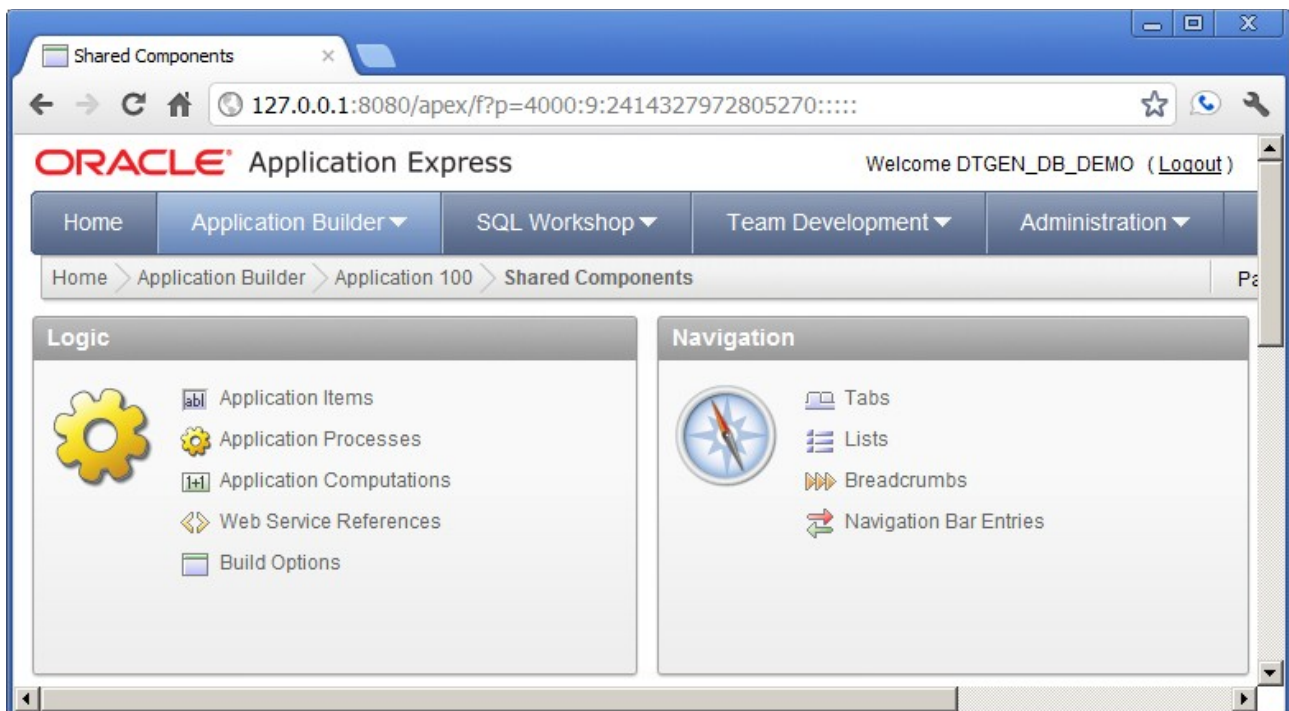 Shared Components
127.0.0.1:8080/apex/f?p=4000:9:2414327972805270:::::
ORACLE Application Express Welcome DTGEN_DB_DEMO ( Logout )
Home Application Builder SQL Workshop Team Development Administration
Home Application Builder Application 100 Shared Components
Logic
abl Application Items
Application Processes
1+1 Application Computations
Web Service References
Build Options
Navigation
Tabs
Lists
Breadcrumbs
Navigation Bar Entries